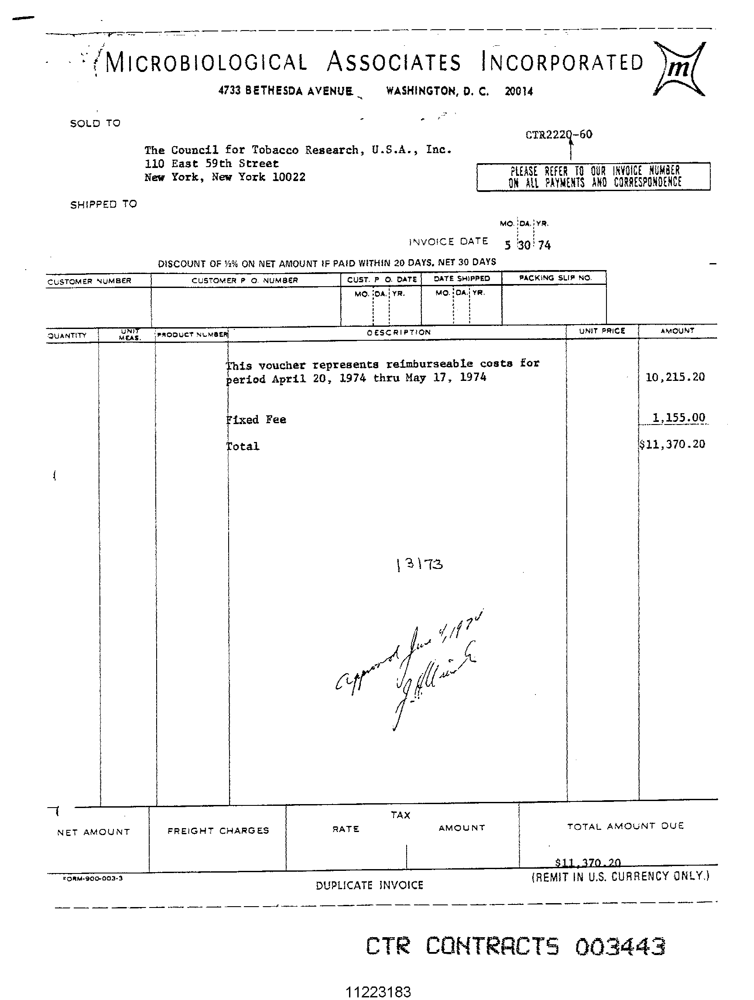 MICROBIOLOGICAL ASSOCIATES INCORPORATED
m
4733 BETHESDA AVENUE WASHINGTON, D. C. 20014
SOLD TO
CTR2220-60
The Council for Tobacco Research, U.S.A., Inc.
110 East 59th Street
New York, New York 10022
PLEASE REFER TO OUR INVOICE NUMBER
ON ALL PAYMENTS AND CORRESPONDENCE
SHIPPED TO
MO. DA. YR.
INVOICE DATE 5 30 74
DISCOUNT OF ½% ON NET AMOUNT IF PAID WITHIN 20 DAYS, NET 30 DAYS
CUSTOMER NUMBER CUSTOMER P O. NUMBER CUST. P O. DATE DATE SHIPPED PACKING SLIP NO.
MO. DA. YR. MO. DA. YR.
QUANTITY UNIT MEAS. PRODUCT NUMBER DESCRIPTION UNIT PRICE AMOUNT
This voucher represents reimburseable costs for
period April 20, 1974 thru May 17, 1974 10,215.20
Fixed Fee 1,155.00
Total $11,370.20
13173
Approved June 4, 1974
TAX
NET AMOUNT FREIGHT CHARGES RATE AMOUNT TOTAL AMOUNT DUE
$11,370.20
FORM-900-003-3
DUPLICATE INVOICE
(REMIT IN U.S. CURRENCY ONLY.)
CTR CONTRACTS 003443
11223183